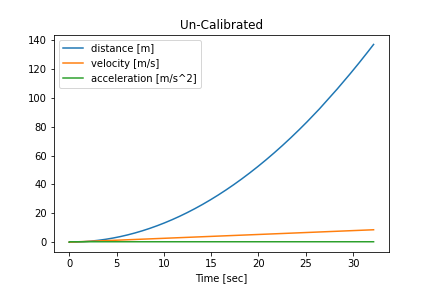 Un-Calibrated
distance [m]
velocity [m/s]
acceleration [m/s^2]
140
120
100
80
60
40
20
0
0 5 10 15 20 25 30
Time [sec]